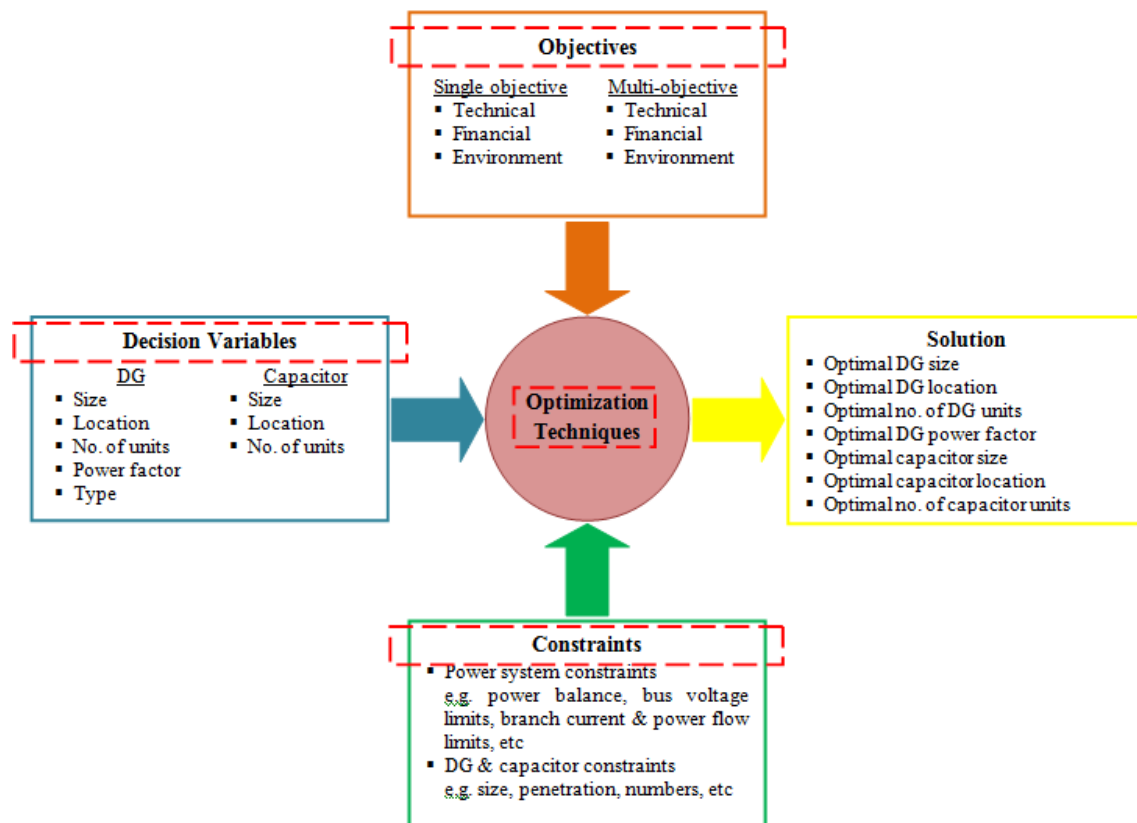 Objectives
Single objective
▪ Technical
▪ Financial
▪ Environment
Multi-objective
▪ Technical
▪ Financial
▪ Environment
Decision Variables
DG
▪ Size
▪ Location
▪ No. of units
▪ Power factor
▪ Type
Capacitor
▪ Size
▪ Location
▪ No. of units
Optimization
Techniques
Solution
▪ Optimal DG size
▪ Optimal DG location
▪ Optimal no. of DG units
▪ Optimal DG power factor
▪ Optimal capacitor size
▪ Optimal capacitor location
▪ Optimal no. of capacitor units
Constraints
▪ Power system constraints
e.g. power balance, bus voltage
limits, branch current & power flow
limits, etc
▪ DG & capacitor constraints
e.g. size, penetration, numbers, etc